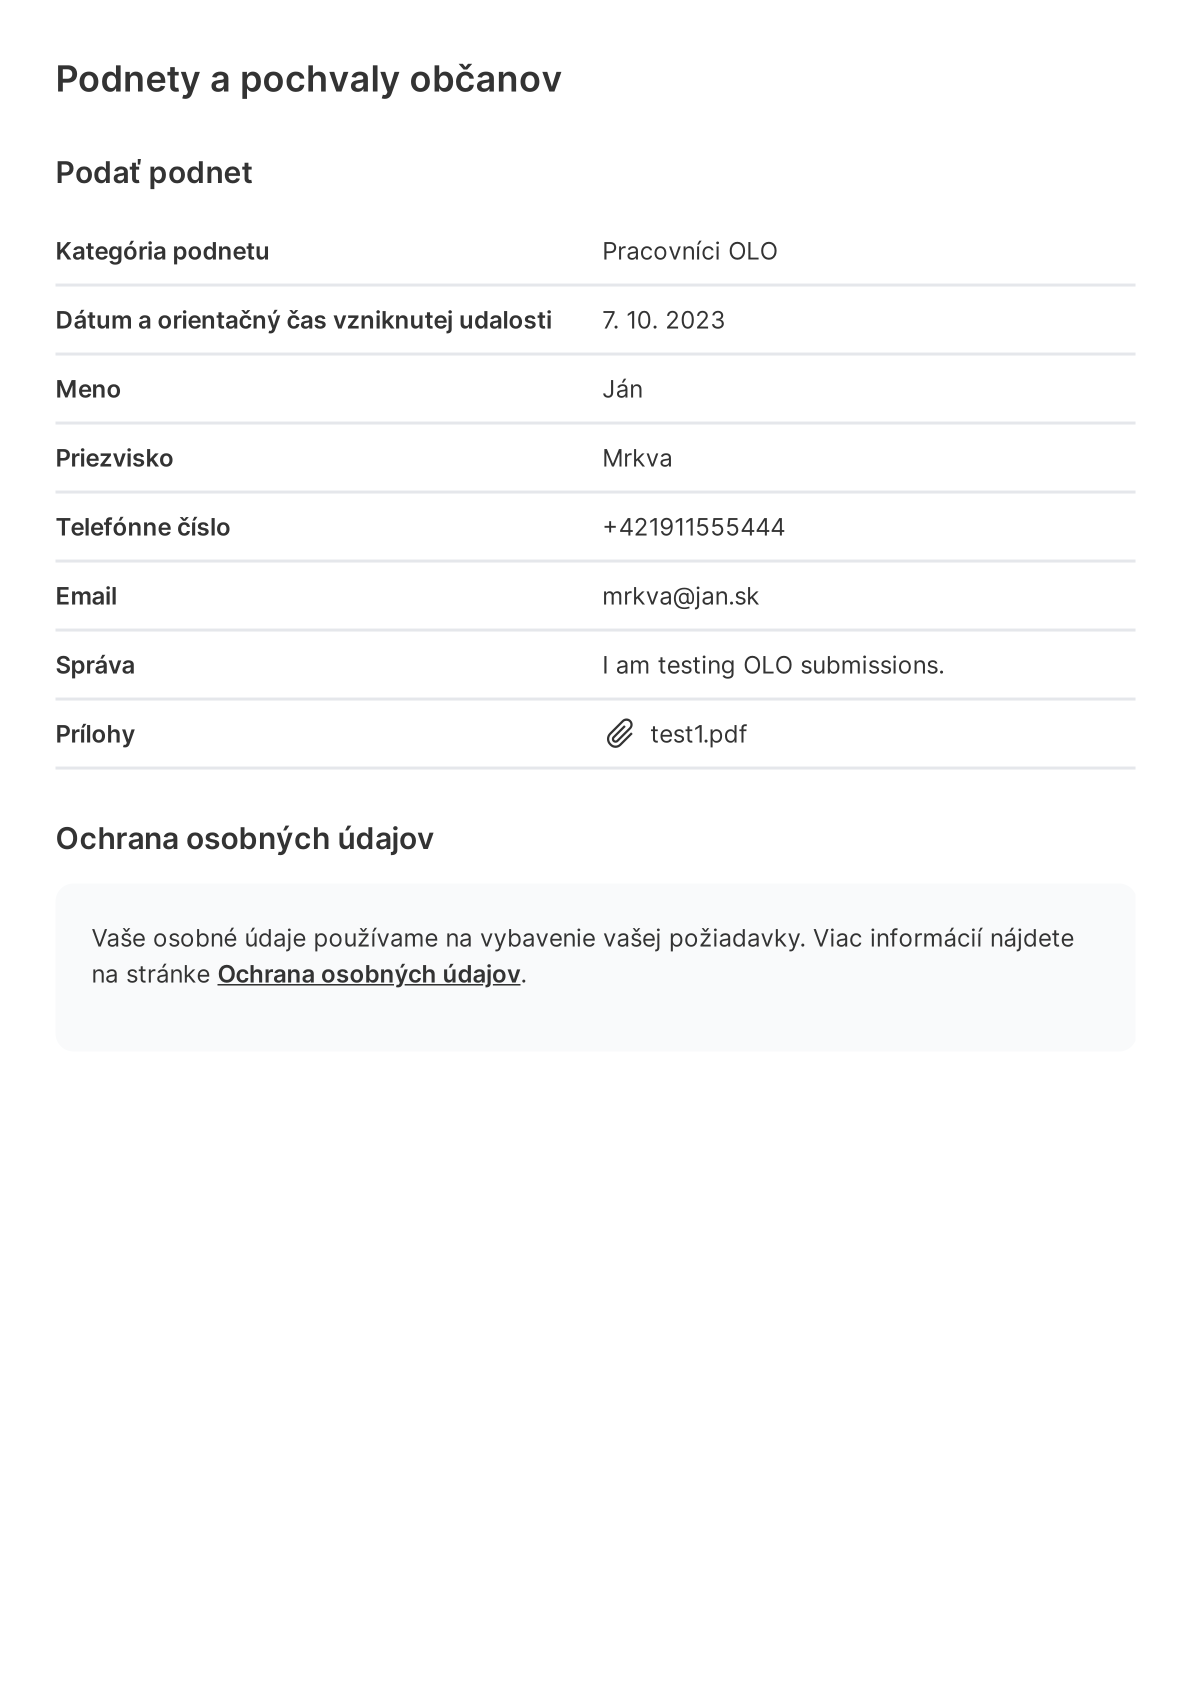 Podnety a pochvaly občanov
Podať podnet
Kategória podnetu Pracovníci OLO
Dátum a orientačný čas vzniknutej udalosti 7. 10. 2023
Meno Ján
Priezvisko Mrkva
Telefónne číslo +421911555444
Email mrkva@jan.sk
Správa I am testing OLO submissions.
Prílohy test1.pdf
Ochrana osobných údajov
Vaše osobné údaje používame na vybavenie vašej požiadavky. Viac informácií nájdete
na stránke Ochrana osobných údajov.